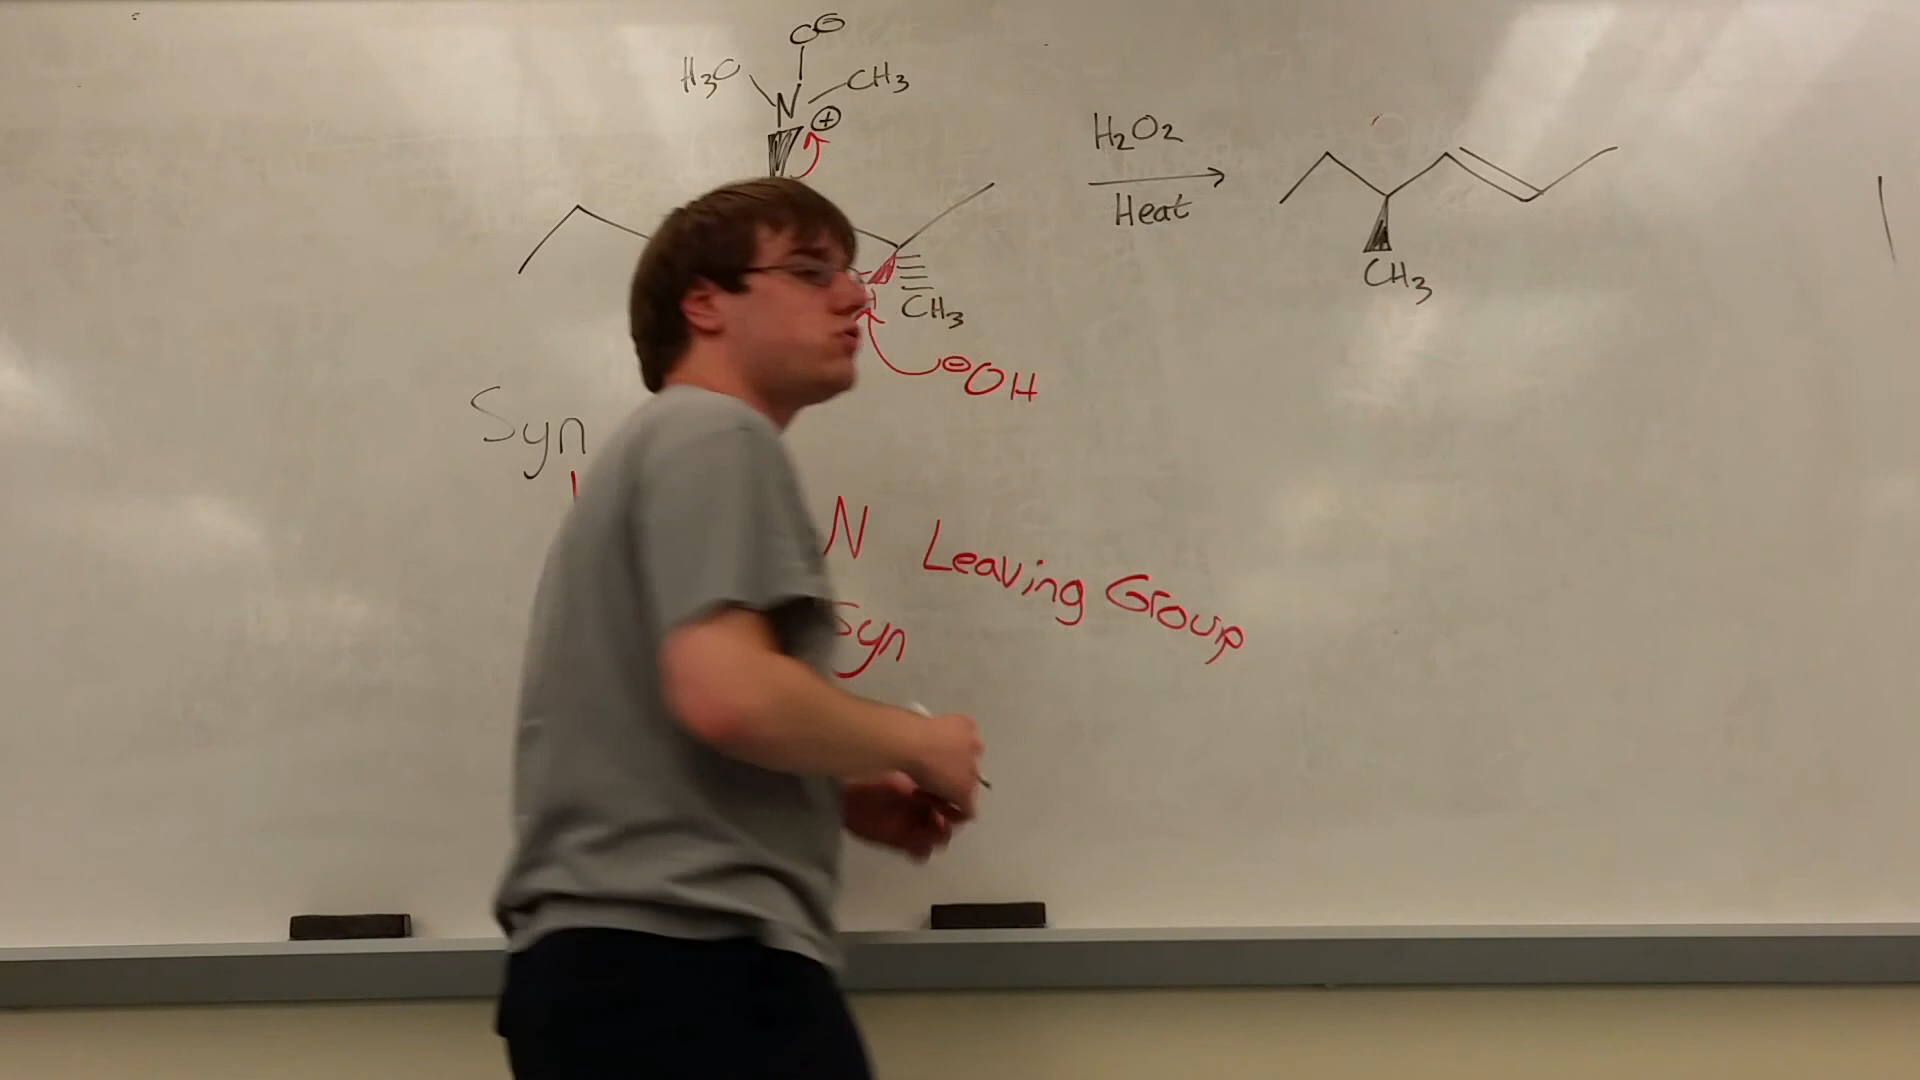 O⊖
H3C
CH3
N
⊕
H2O2
Heat
CH3
CH3
⊖OH
Syn
N Leaving Group
Syn